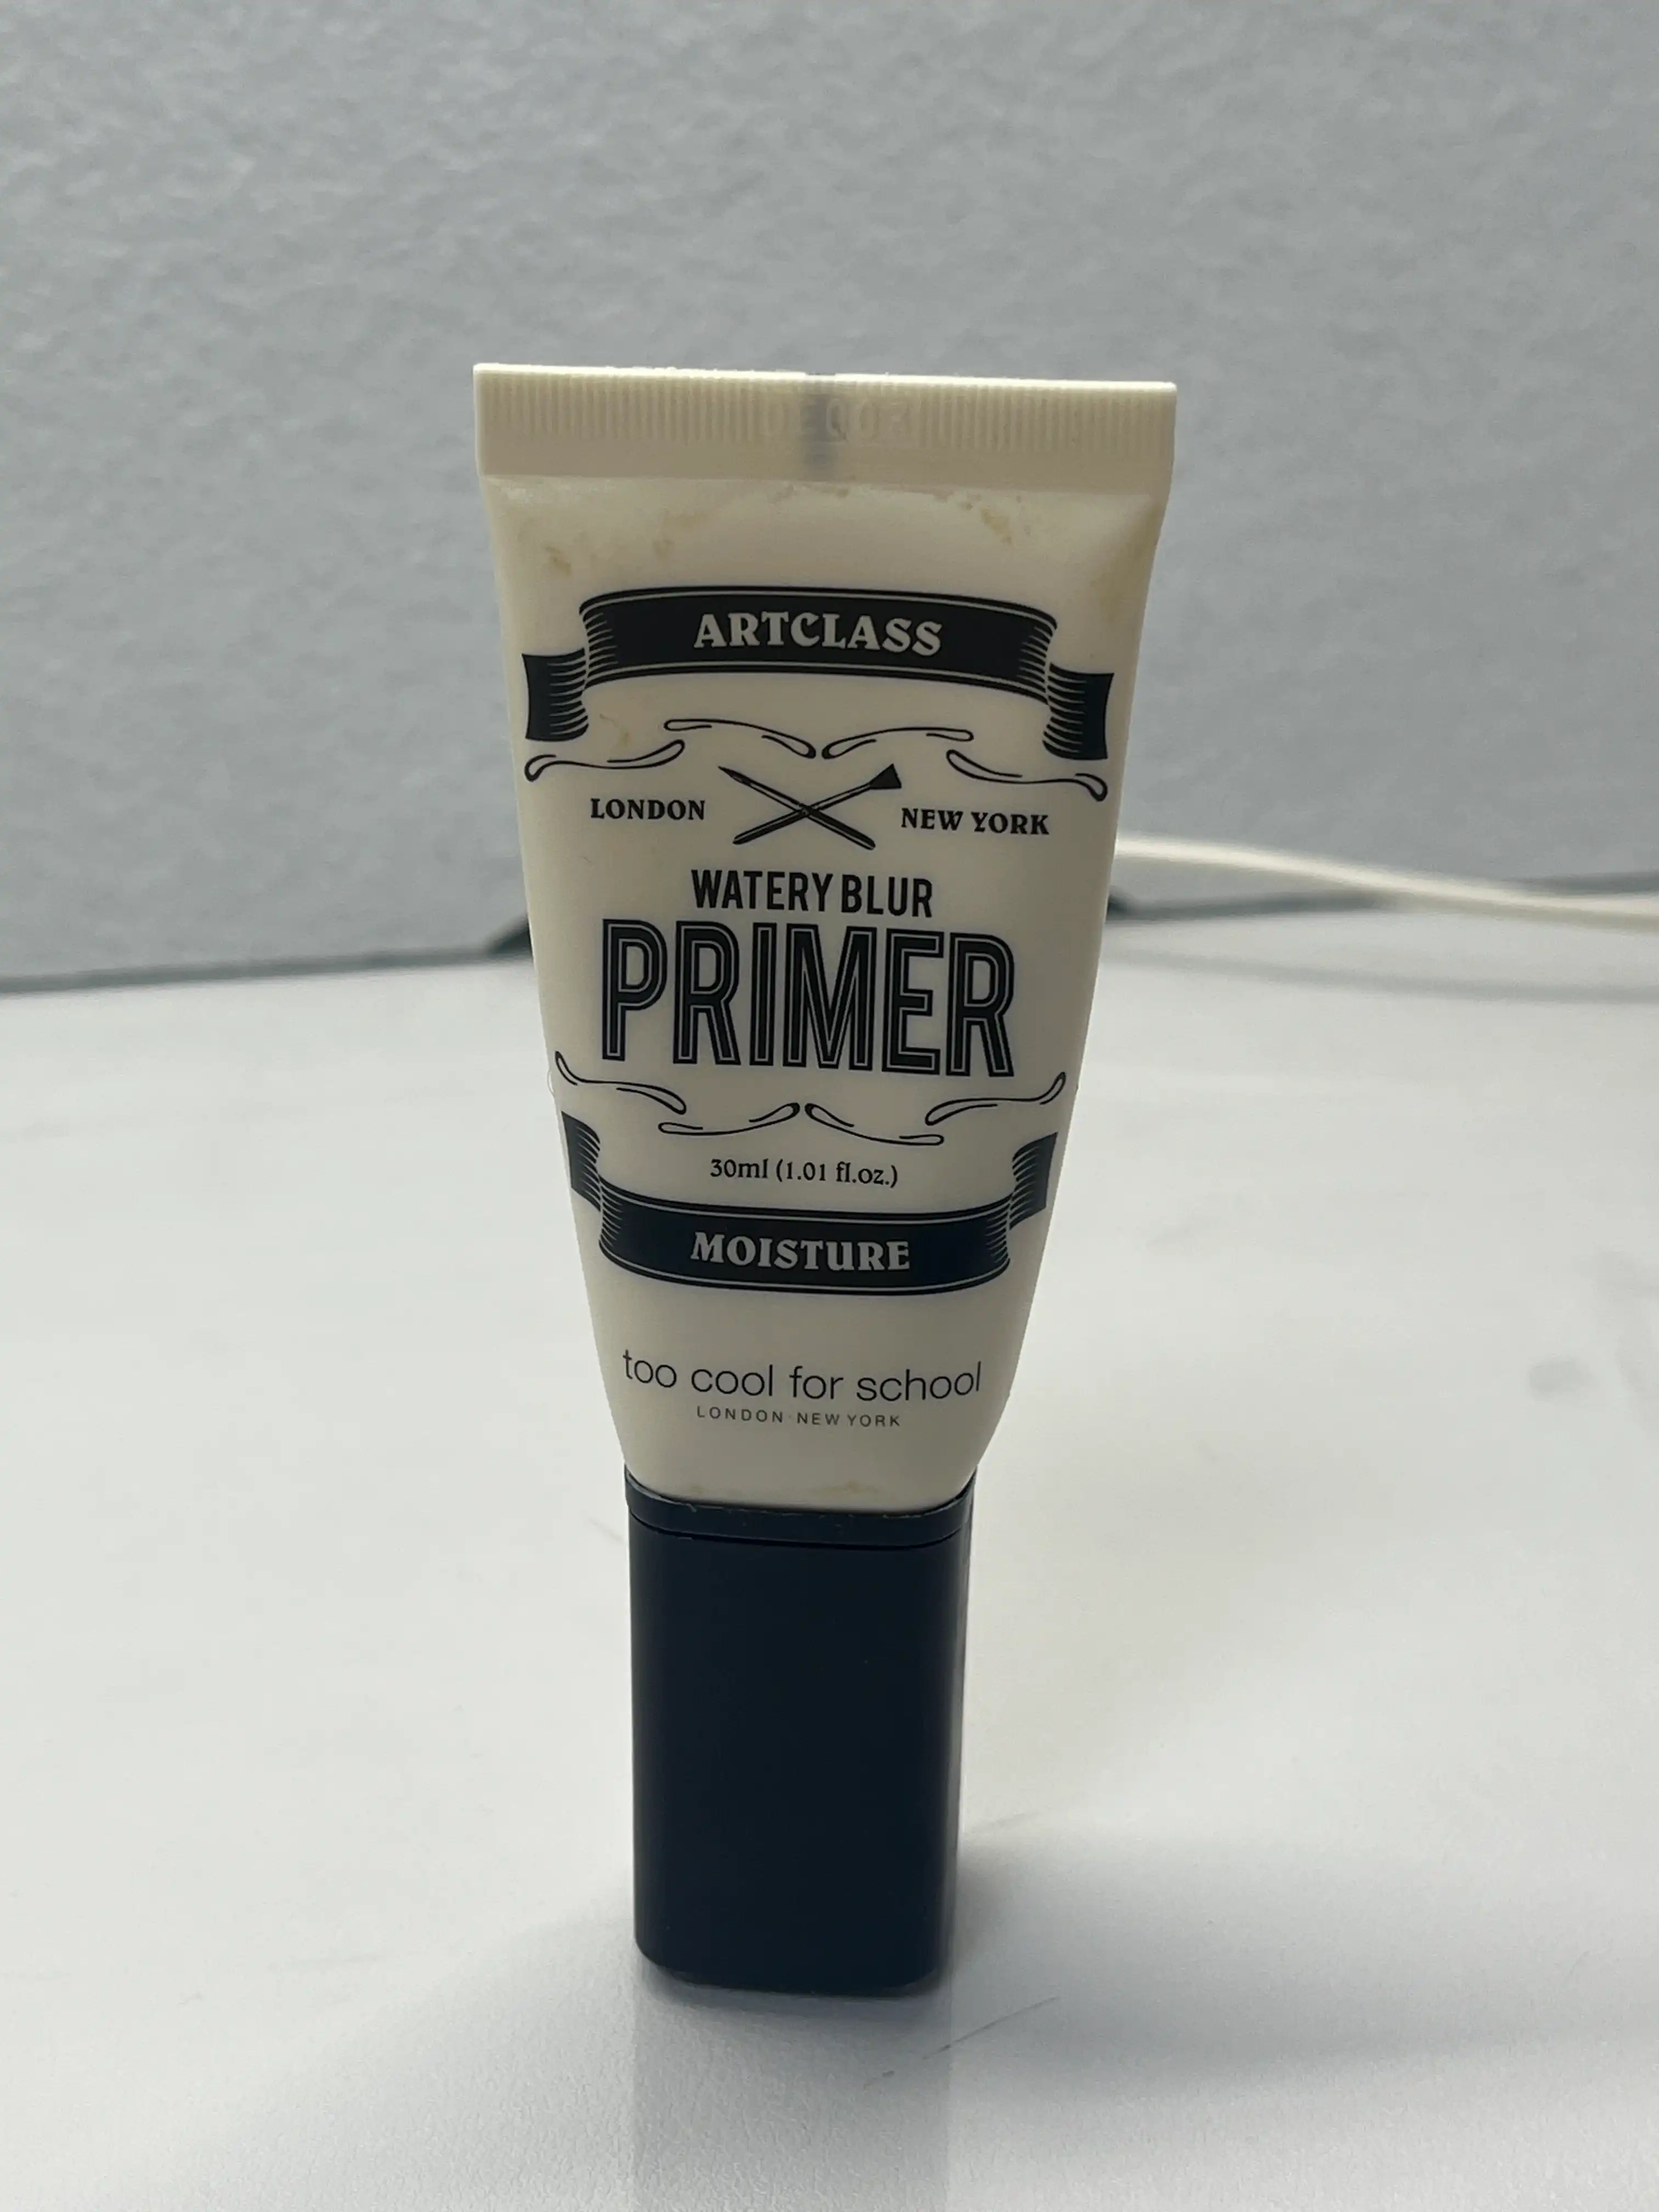 ARTCLASS
LONDON NEW YORK
WATERY BLUR
PRIMER
30ml (1.01 fl.oz.)
MOISTURE
too cool for school
LONDON·NEW YORK